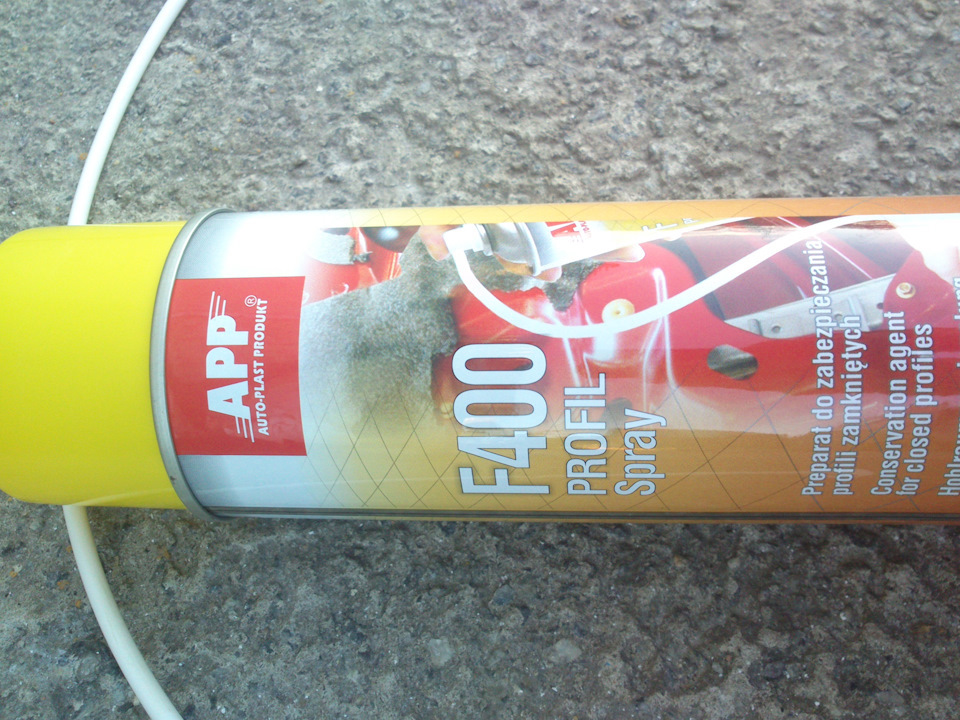 APP®
AUTO-PLAST PRODUKT
F400
PROFIL
Spray
Preparat do zabezpieczania
profili zamkniętych
Conservation agent
for closed profiles